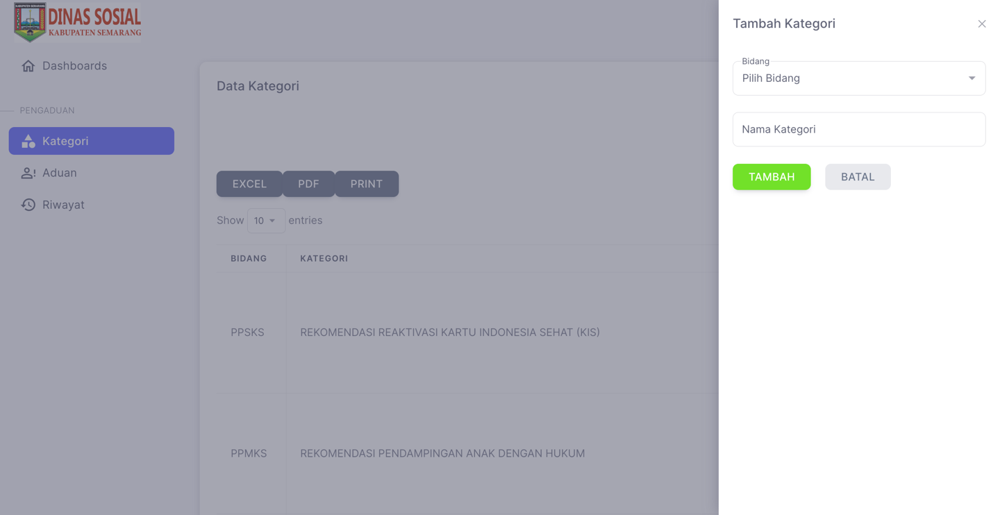 KABUPATEN SEMARANG
DINAS SOSIAL
KABUPATEN SEMARANG
Dashboards
PENGADUAN
Kategori
Aduan
Riwayat
Data Kategori
EXCEL PDF PRINT
Show 10 entries
BIDANG KATEGORI
PPSKS REKOMENDASI REAKTIVASI KARTU INDONESIA SEHAT (KIS)
PPMKS REKOMENDASI PENDAMPINGAN ANAK DENGAN HUKUM
Tambah Kategori
Bidang
Pilih Bidang
Nama Kategori
TAMBAH BATAL